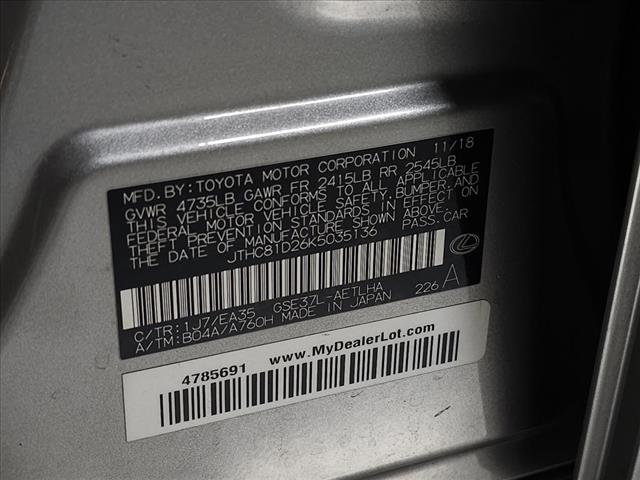 MFD. BY: TOYOTA MOTOR CORPORATION 11/18
GVWR 4735LB GAWR FR 2415LB RR 2545LB
THIS VEHICLE CONFORMS TO ALL APPLICABLE
FEDERAL MOTOR VEHICLE SAFETY, BUMPER, AND
THEFT PREVENTION STANDARDS IN EFFECT ON
THE DATE OF MANUFACTURE SHOWN ABOVE.
JTHC81D26K5035136 PASS. CAR
C/TR: 1J7/EA35 GSE37L-AETLHA
A/TM: B04A/A760H MADE IN JAPAN 226 A
4785691 www.MyDealerLot.com